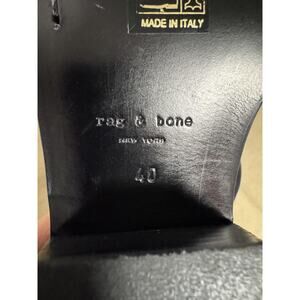 MADE IN ITALY
rag & bone
NEW YORK
40